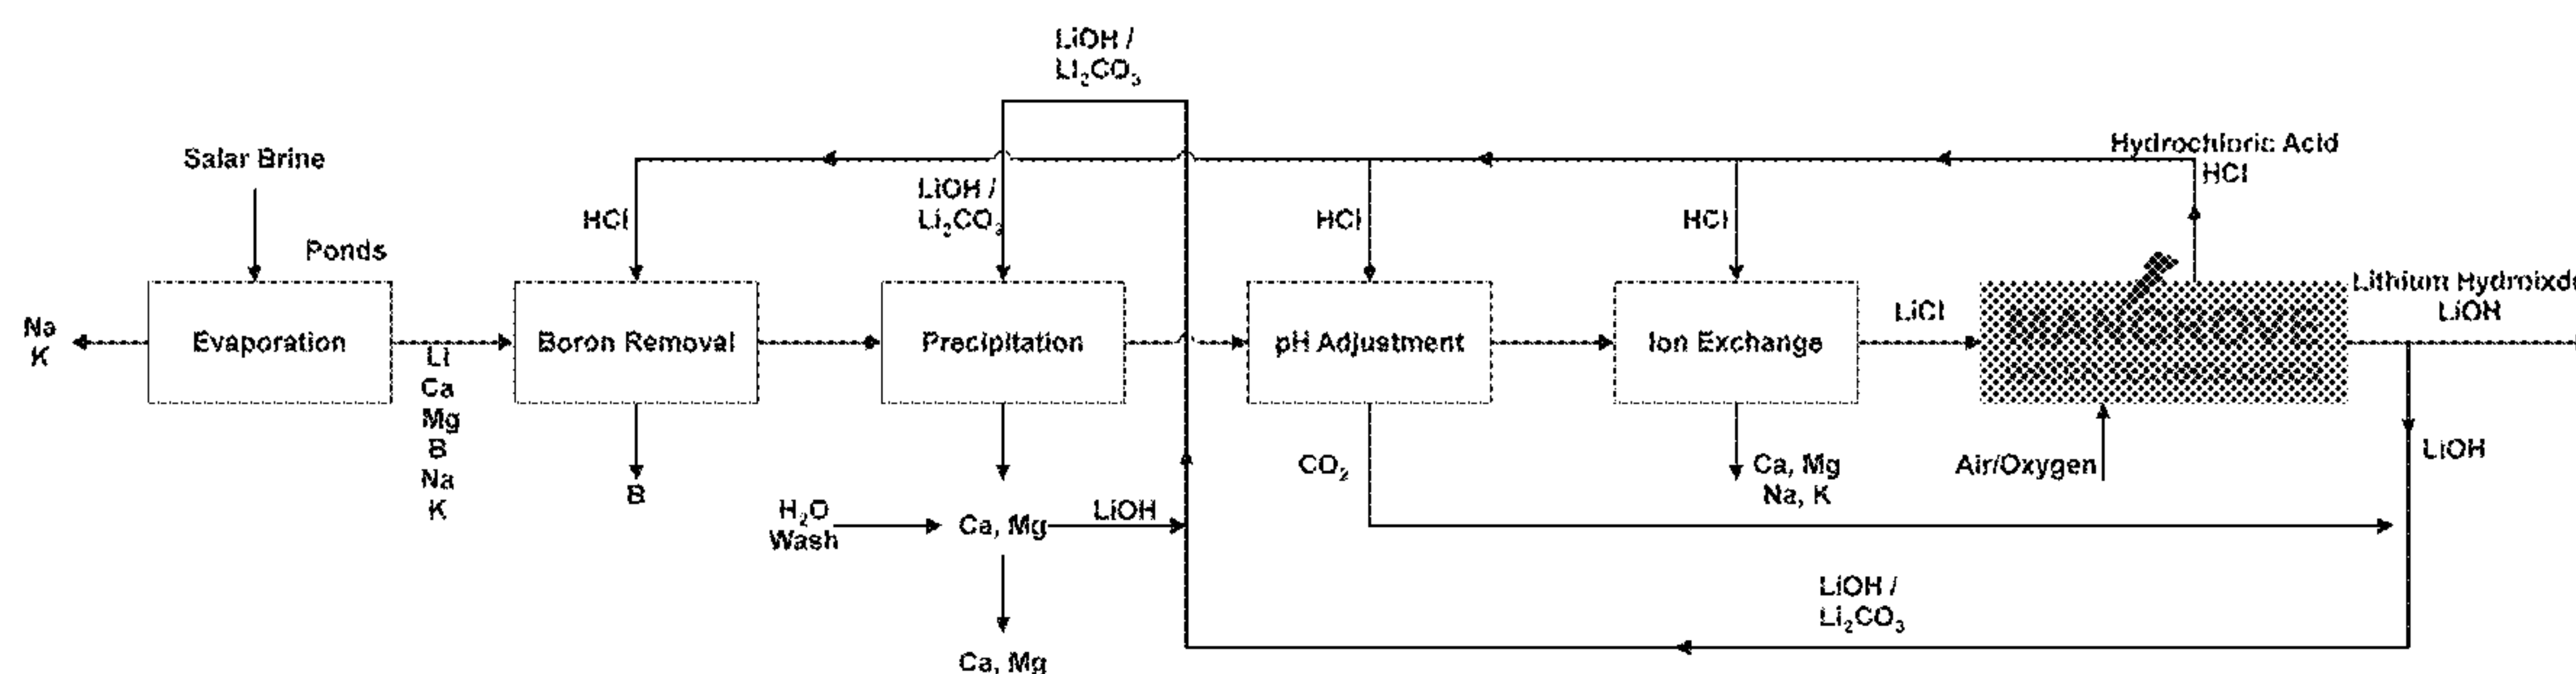 LiOH /
Li₂CO₃
Salar Brine
Hydrochloric Acid
HCl
LiOH /
Li₂CO₃
HCl
HCl
HCl
Ponds
Lithium Hydroixd
LiOH
LiCl
Na
K
Evaporation
Boron Removal
Precipitation
pH Adjustment
Ion Exchange
Li
Ca
Mg
B
Na
K
B
CO₂
Ca, Mg
Na, K
Air/Oxygen
LiOH
H₂O
Wash
Ca, Mg
LiOH
LiOH /
Li₂CO₃
Ca, Mg